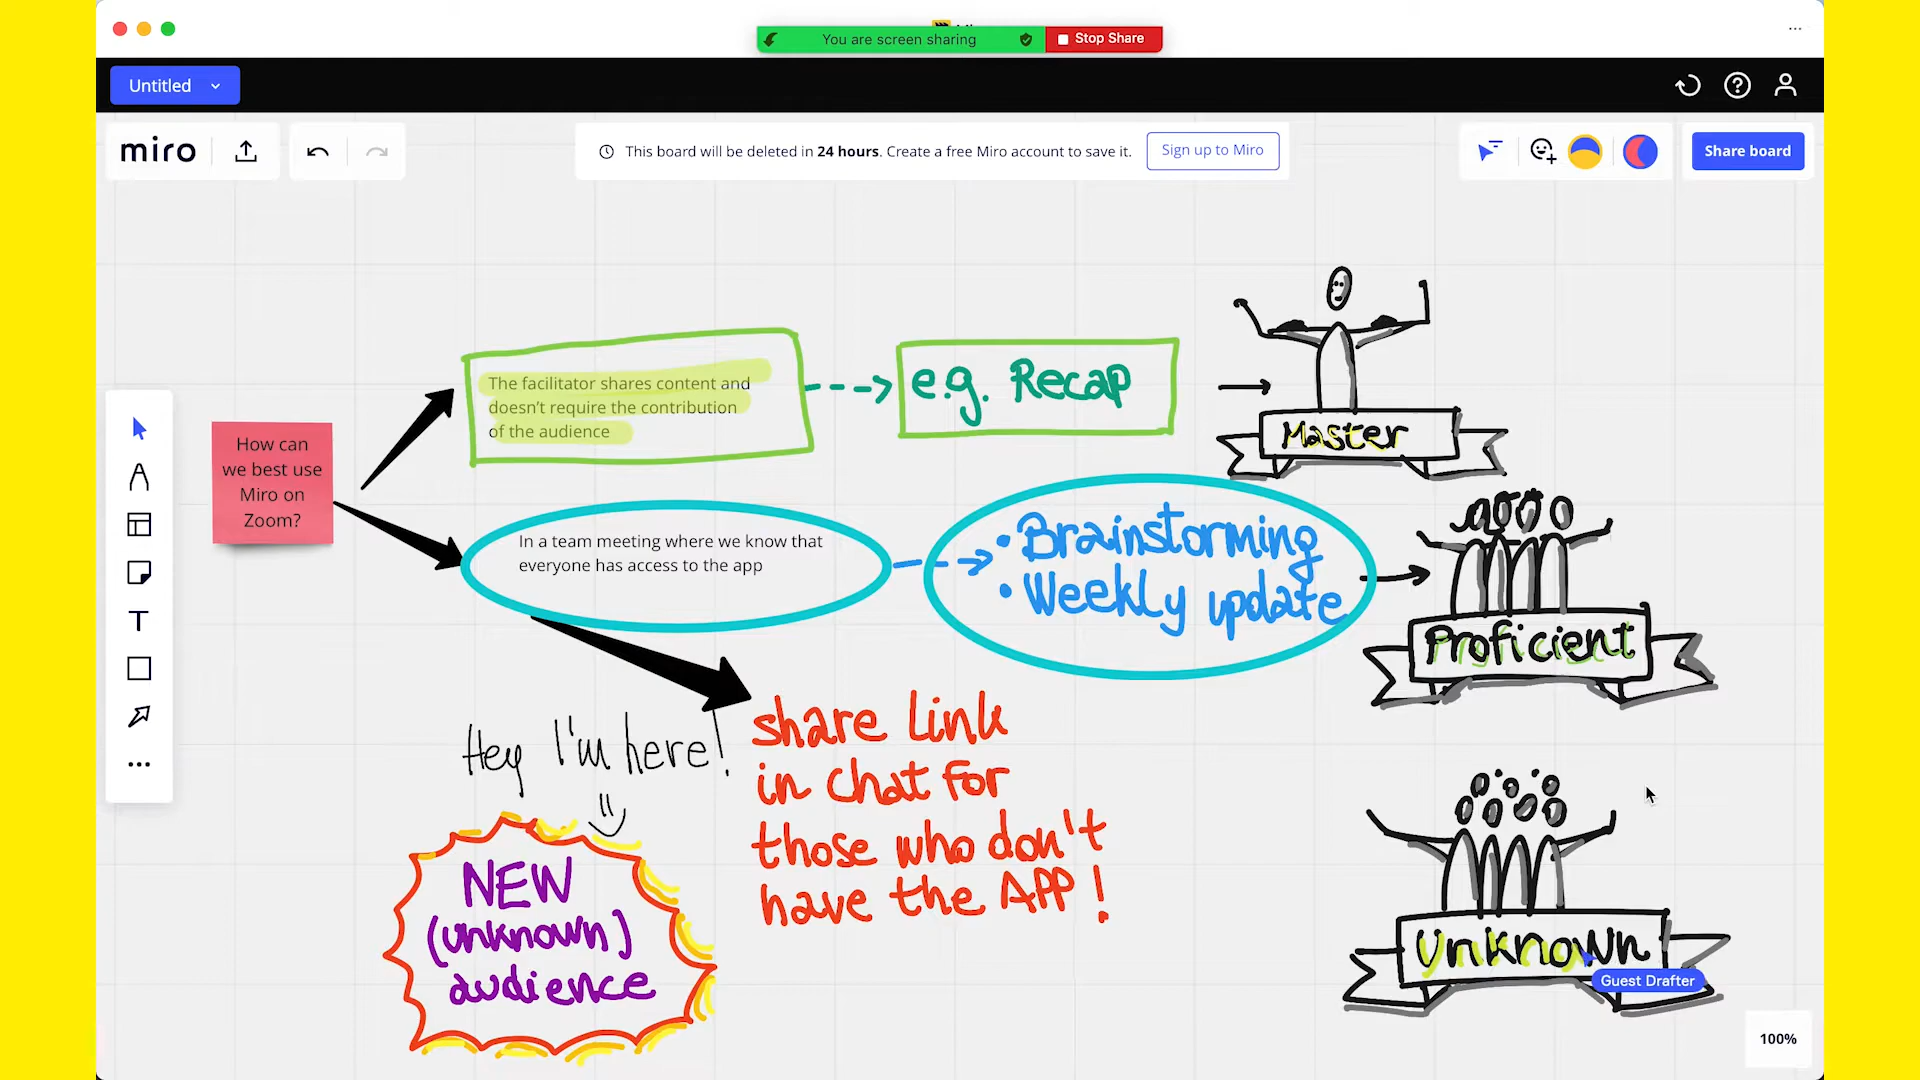 You are screen sharing
Stop Share
Untitled
miro
This board will be deleted in 24 hours. Create a free Miro account to save it.
Sign up to Miro
Share board
How can
we best use
Miro on
Zoom?
The facilitator shares content and
doesn't require the contribution
of the audience
e.g. Recap
Master
In a team meeting where we know that
everyone has access to the app
• Brainstorming
• Weekly update
Proficient
Hey I'm here!
share link
in chat for
those who don't
have the APP!
NEW
(unknown)
audience
Unknown
Guest Drafter
T
100%